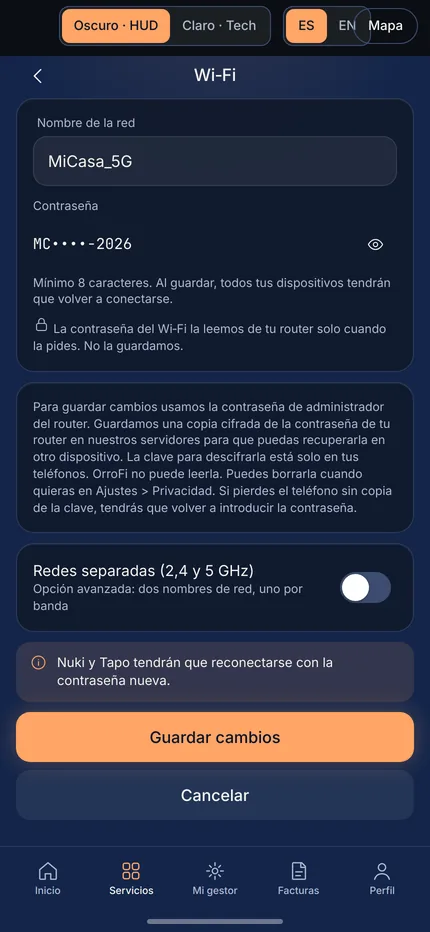 Oscuro · HUD
Claro · Tech
ES
EN
Mapa
Wi-Fi
Nombre de la red
MiCasa_5G
Contraseña
MC••••-2026
Mínimo 8 caracteres. Al guardar, todos tus dispositivos tendrán
que volver a conectarse.
La contraseña del Wi-Fi la leemos de tu router solo cuando
la pides. No la guardamos.
Para guardar cambios usamos la contraseña de administrador
del router. Guardamos una copia cifrada de la contraseña de tu
router en nuestros servidores para que puedas recuperarla en
otro dispositivo. La clave para descifrarla está solo en tus
teléfonos. OrroFi no puede leerla. Puedes borrarla cuando
quieras en Ajustes > Privacidad. Si pierdes el teléfono sin copia
de la clave, tendrás que volver a introducir la contraseña.
Redes separadas (2,4 y 5 GHz)
Opción avanzada: dos nombres de red, uno por
banda
Nuki y Tapo tendrán que reconectarse con la
contraseña nueva.
Guardar cambios
Cancelar
Inicio
Servicios
Mi gestor
Facturas
Perfil